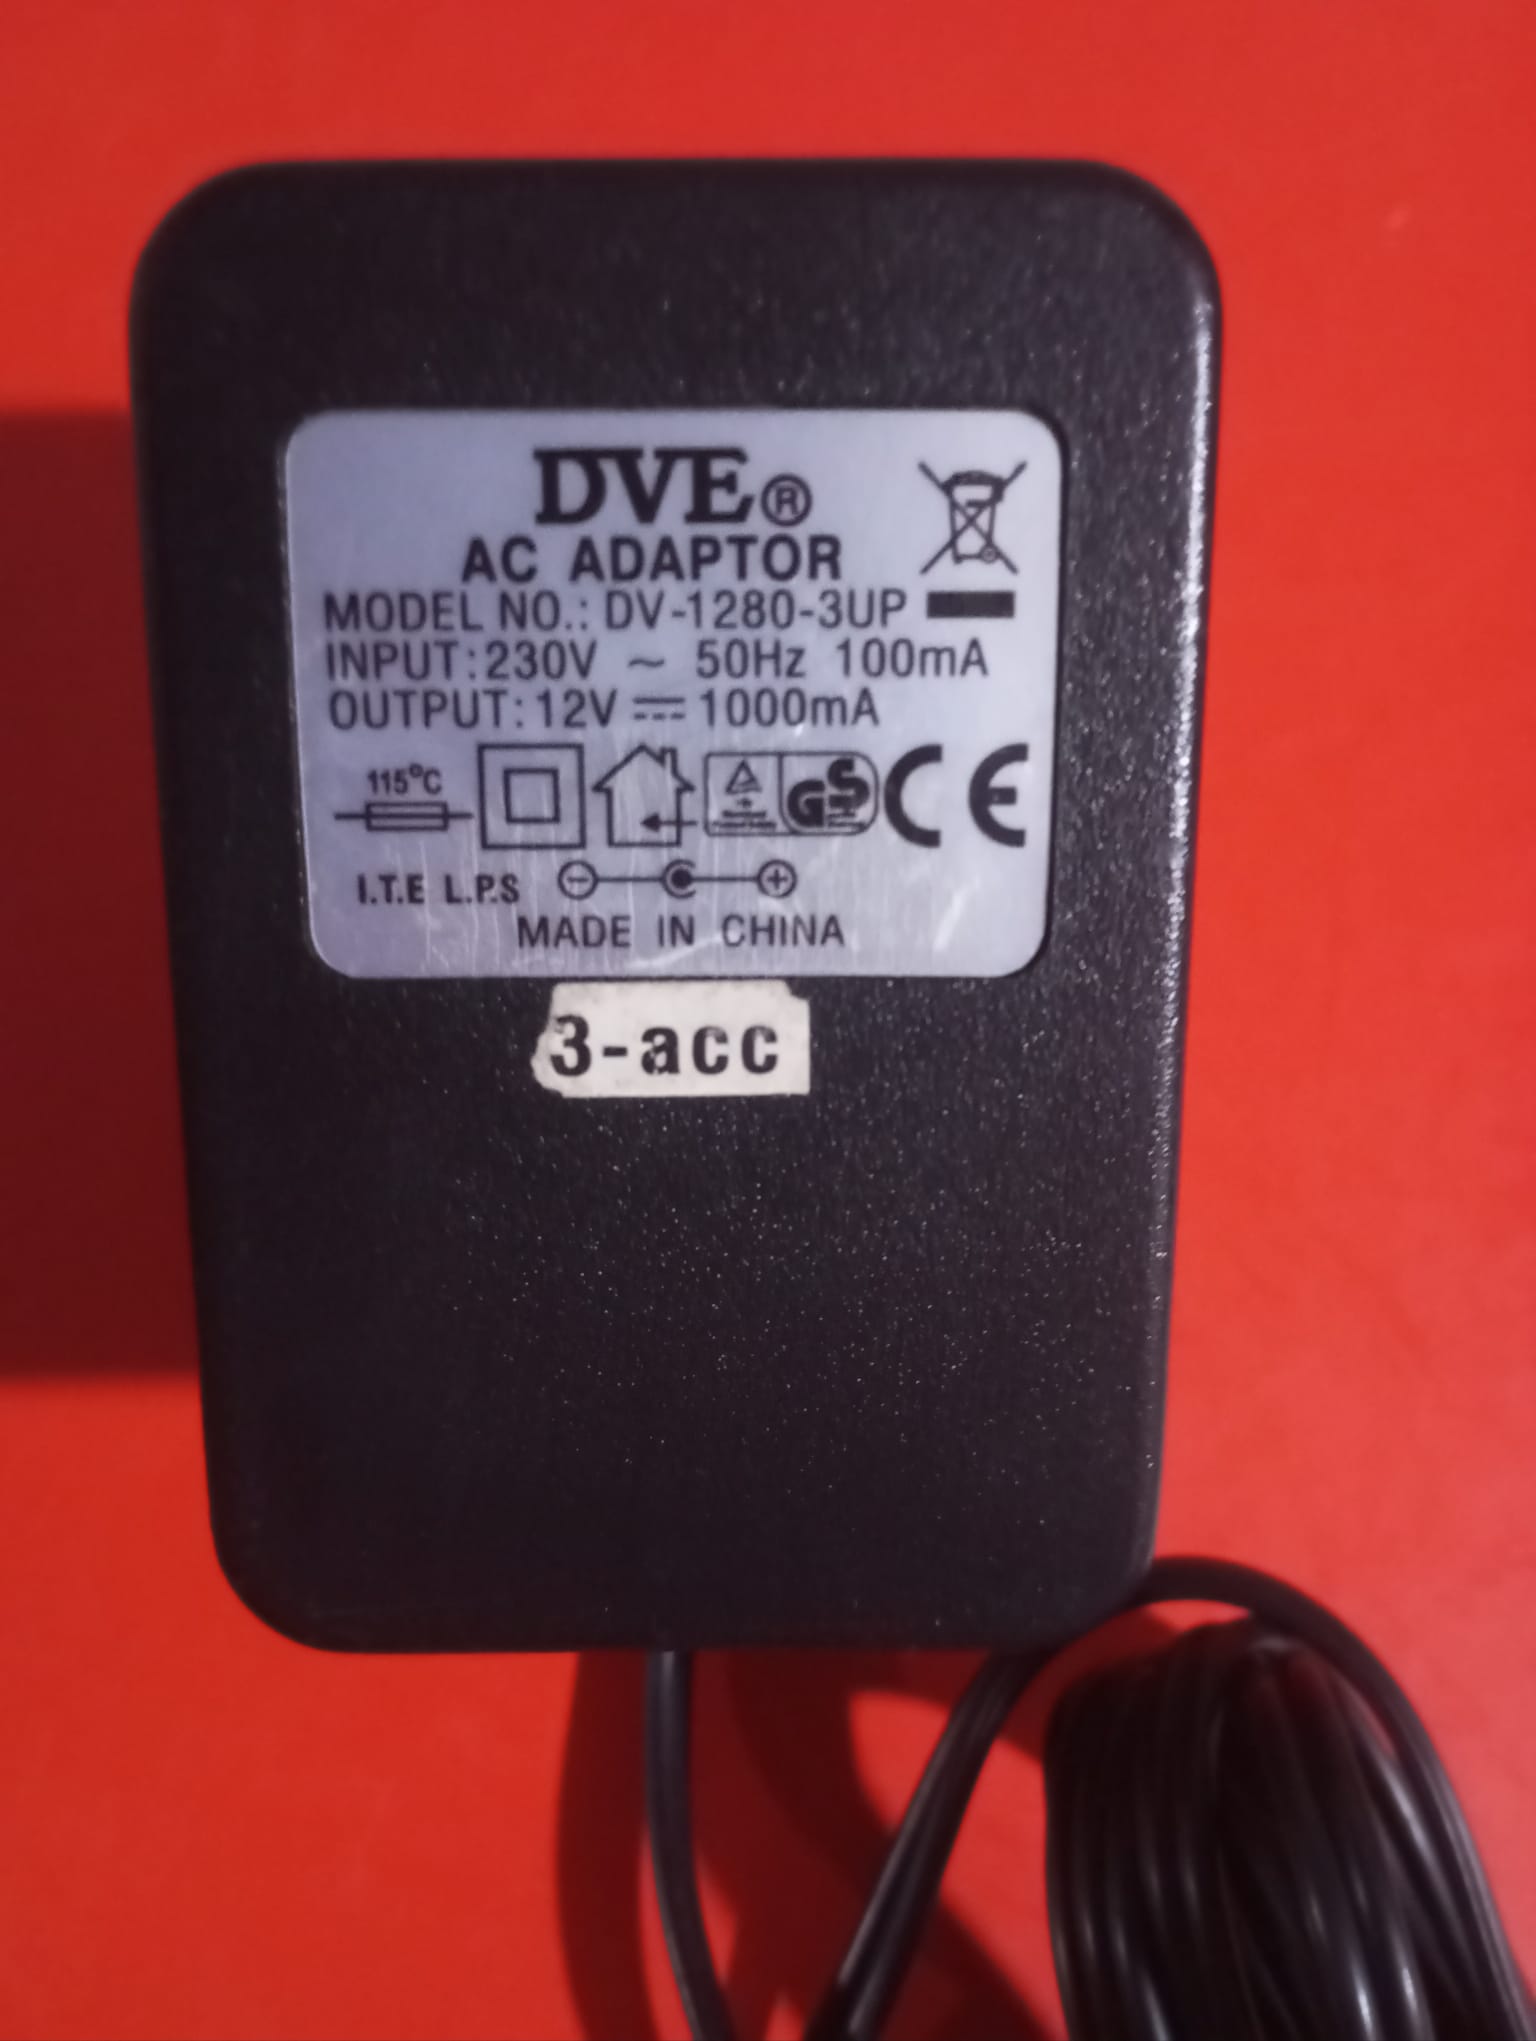 DVE®
AC ADAPTOR
MODEL NO.: DV-1280-3UP
INPUT:230V ~ 50Hz 100mA
OUTPUT:12V ⎓ 1000mA
115°C
GS CE
I.T.E L.P.S - +
MADE IN CHINA
3-acc